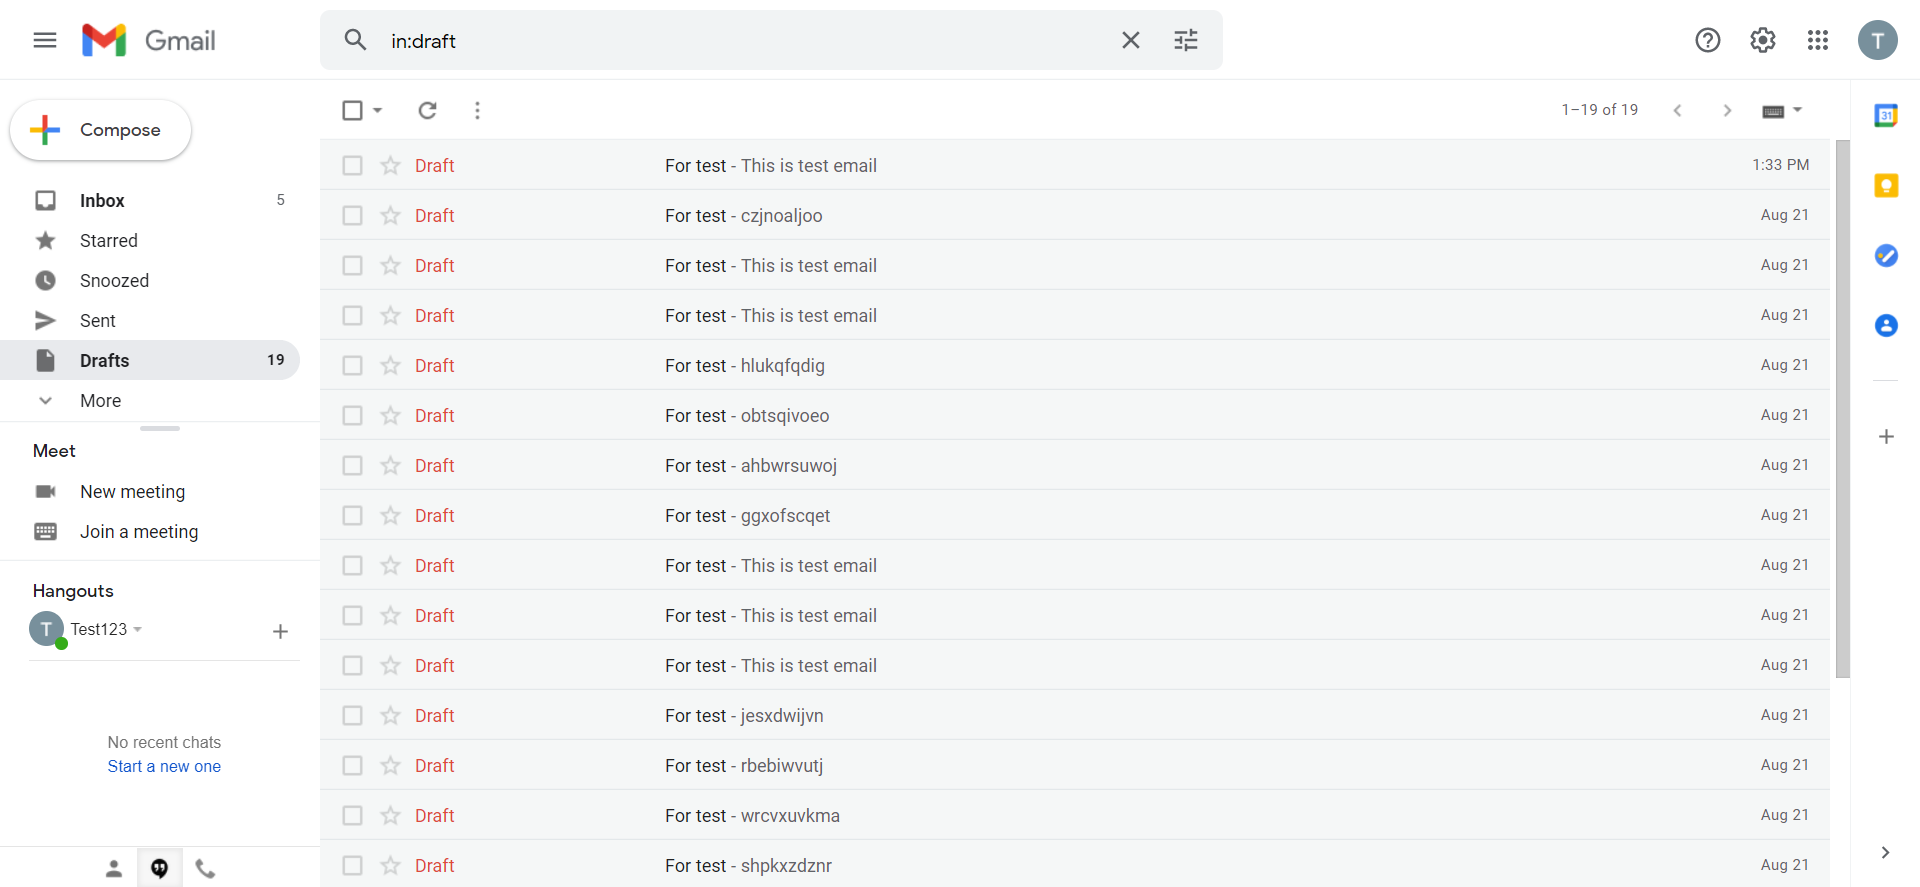 Gmail
in:draft
T
Compose
1–19 of 19
31
Inbox 5
Starred
Snoozed
Sent
Drafts 19
More
Meet
New meeting
Join a meeting
Hangouts
T Test123
No recent chats
Start a new one
Draft For test - This is test email 1:33 PM
Draft For test - czjnoaljoo Aug 21
Draft For test - This is test email Aug 21
Draft For test - This is test email Aug 21
Draft For test - hlukqfqdig Aug 21
Draft For test - obtsqivoeo Aug 21
Draft For test - ahbwrsuwoj Aug 21
Draft For test - ggxofscqet Aug 21
Draft For test - This is test email Aug 21
Draft For test - This is test email Aug 21
Draft For test - This is test email Aug 21
Draft For test - jesxdwijvn Aug 21
Draft For test - rbebiwvutj Aug 21
Draft For test - wrcvxuvkma Aug 21
Draft For test - shpkxzdznr Aug 21